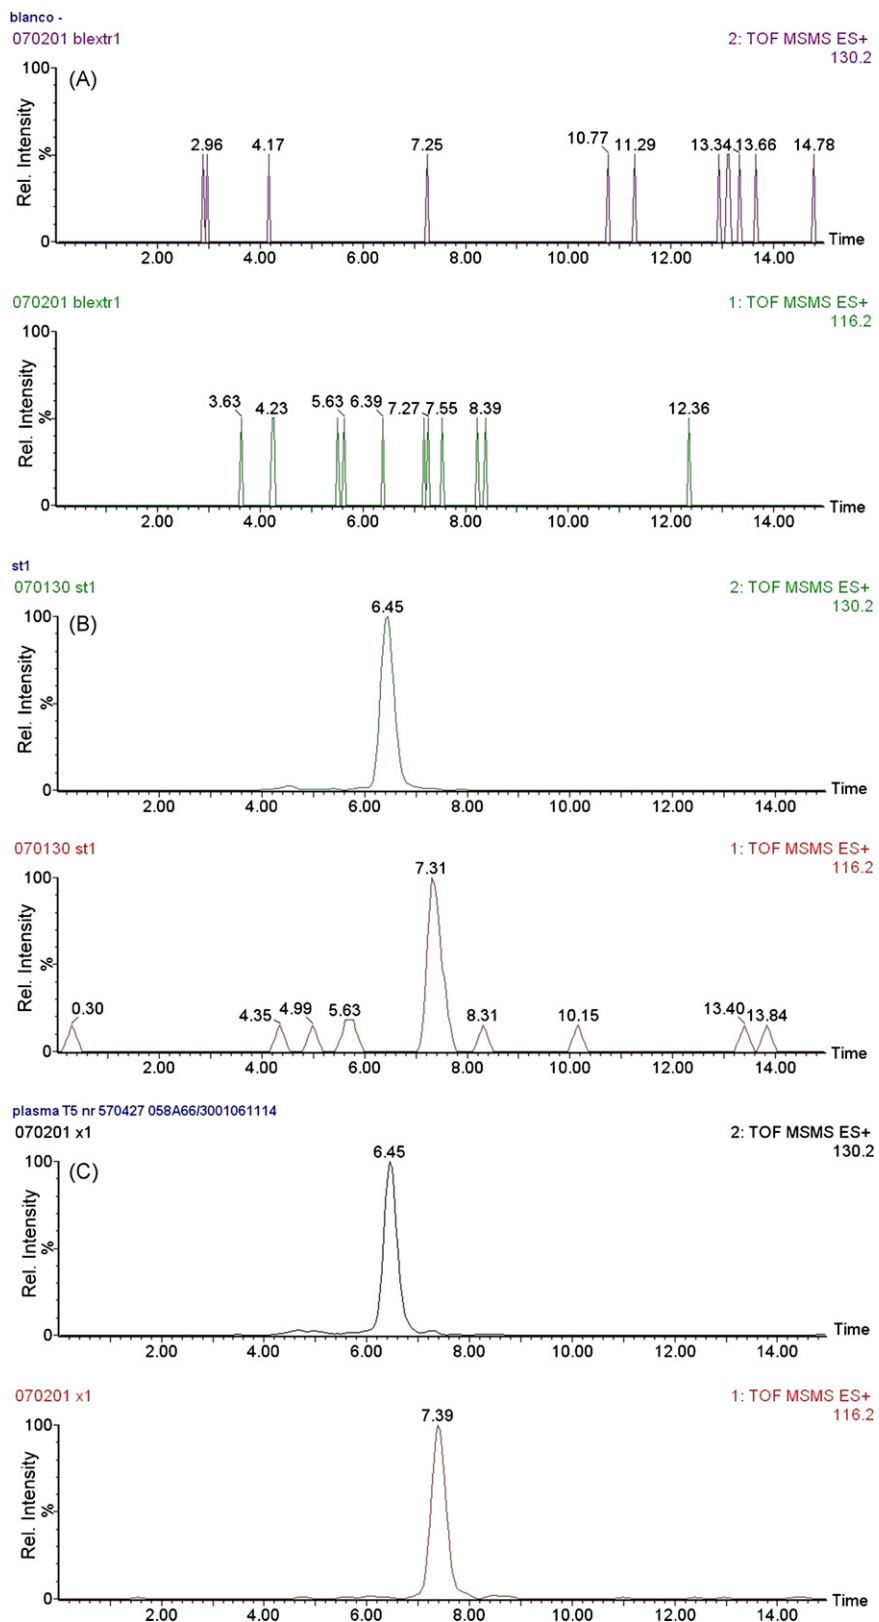 blanco -
070201 blextr1 2: TOF MSMS ES+
130.2
100
(A)
Rel. Intensity
%
2.96 4.17 7.25 10.77 11.29 13.34 13.66 14.78
0
Time
2.00 4.00 6.00 8.00 10.00 12.00 14.00
070201 blextr1 1: TOF MSMS ES+
116.2
100
Rel. Intensity
%
3.63 4.23 5.63 6.39 7.27 7.55 8.39 12.36
0
Time
2.00 4.00 6.00 8.00 10.00 12.00 14.00
st1
070130 st1 2: TOF MSMS ES+
130.2
100
(B)
6.45
Rel. Intensity
%
0
Time
2.00 4.00 6.00 8.00 10.00 12.00 14.00
070130 st1 1: TOF MSMS ES+
116.2
100
7.31
Rel. Intensity
%
0.30 4.35 4.99 5.63 8.31 10.15 13.40 13.84
0
Time
2.00 4.00 6.00 8.00 10.00 12.00 14.00
plasma T5 nr 570427 058A66/3001061114
070201 x1 2: TOF MSMS ES+
130.2
100
(C)
6.45
Rel. Intensity
%
0
Time
2.00 4.00 6.00 8.00 10.00 12.00 14.00
070201 x1 1: TOF MSMS ES+
116.2
100
7.39
Rel. Intensity
%
0
Time
2.00 4.00 6.00 8.00 10.00 12.00 14.00